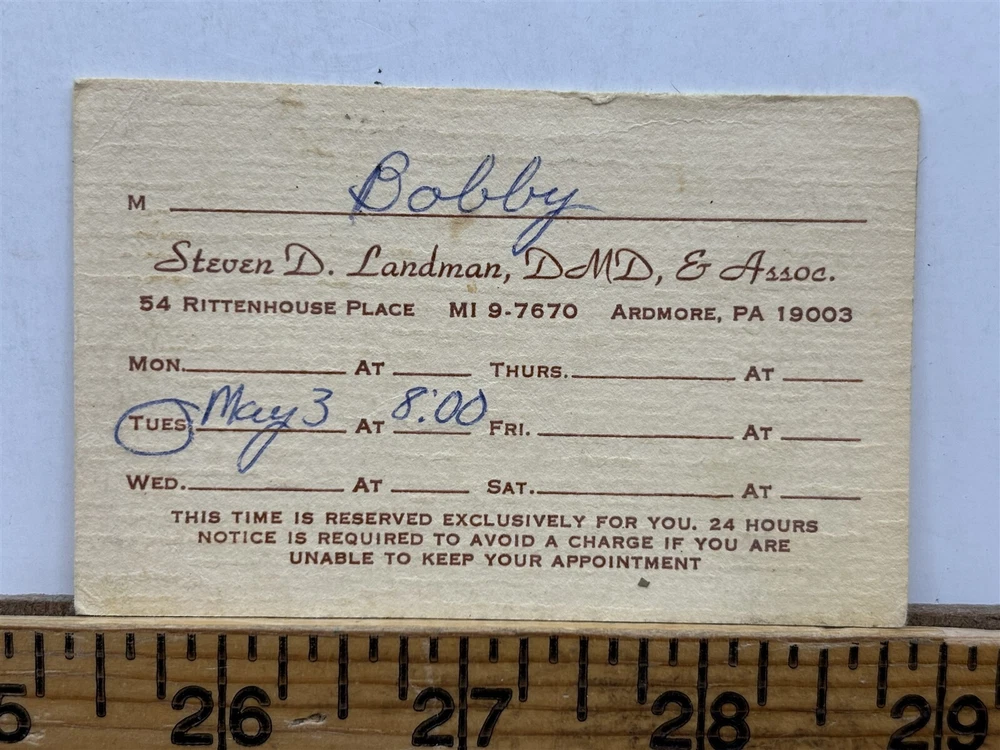 M Bobby
Steven D. Landman, DMD, & Assoc.
54 Rittenhouse Place MI 9-7670 Ardmore, PA 19003
Mon. At Thurs. At
Tues May 3 At 8:00 Fri. At
Wed. At Sat. At
THIS TIME IS RESERVED EXCLUSIVELY FOR YOU. 24 HOURS
NOTICE IS REQUIRED TO AVOID A CHARGE IF YOU ARE
UNABLE TO KEEP YOUR APPOINTMENT
5 26 27 28 29